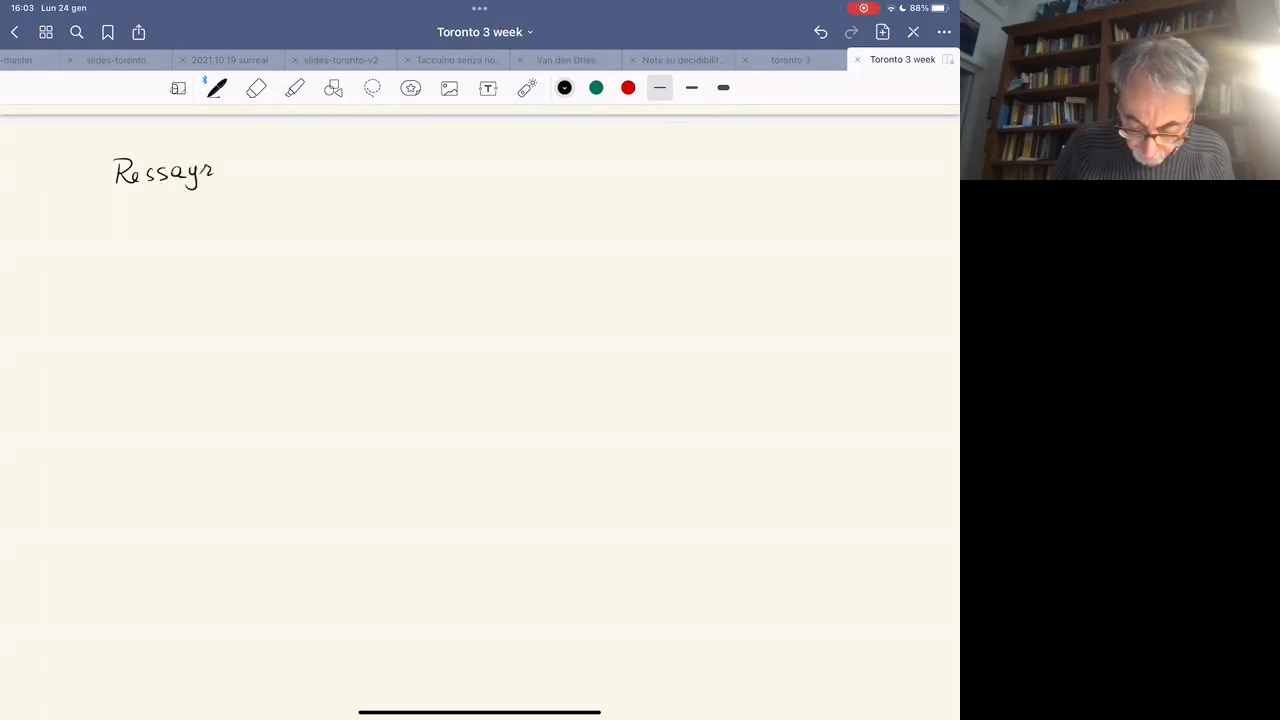 16:03 Lun 24 gen
88%
Toronto 3 week
-master
slides-toronto
2021.10.19 surreal
slides-toronto-v2
Taccuino senza no...
Van den Dries
Note su decidibilit...
toronto 3
Toronto 3 week
T
Ressayr